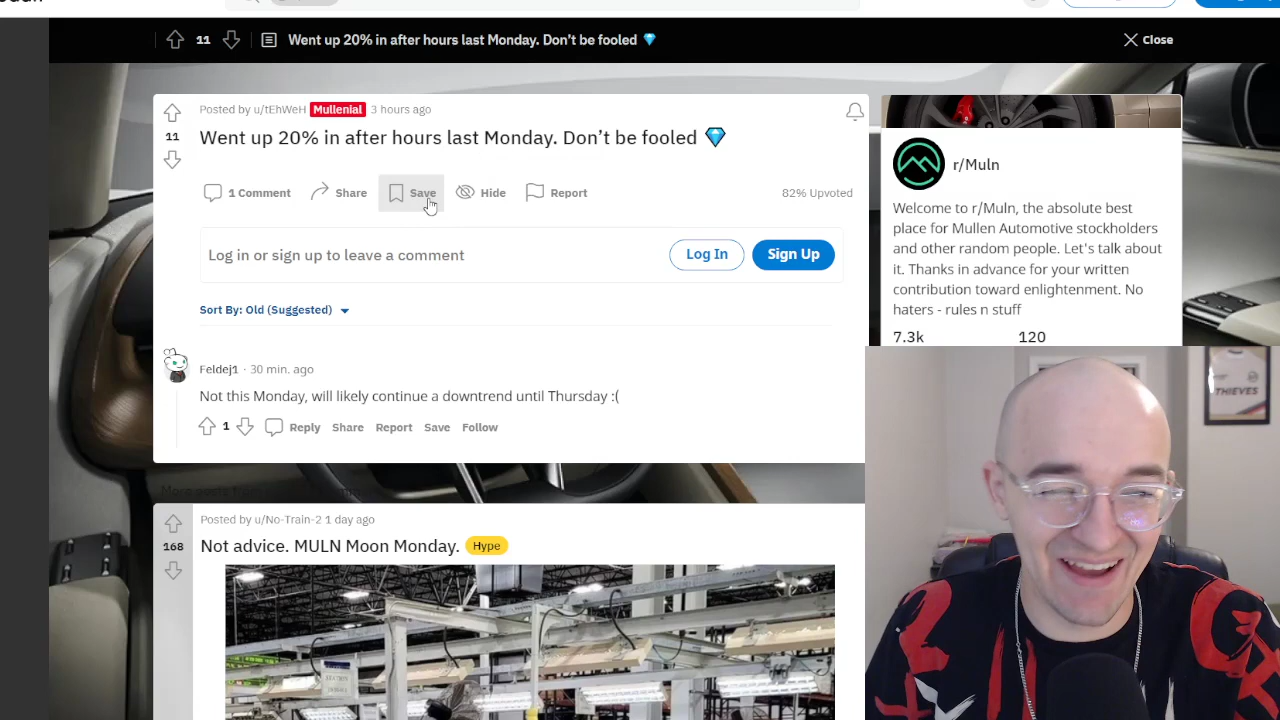 11 Went up 20% in after hours last Monday. Don't be fooled 💎 Close
Posted by u/tEhWeH Mullenial 3 hours ago
11
Went up 20% in after hours last Monday. Don't be fooled 💎
1 Comment Share Save Hide Report 82% Upvoted
Log in or sign up to leave a comment Log In Sign Up
Sort By: Old (Suggested)
Feldej1 · 30 min. ago
Not this Monday, will likely continue a downtrend until Thursday :(
1 Reply Share Report Save Follow
Posted by u/No-Train-2 1 day ago
168
Not advice. MULN Moon Monday. Hype
r/Muln
Welcome to r/Muln, the absolute best
place for Mullen Automotive stockholders
and other random people. Let's talk about
it. Thanks in advance for your written
contribution toward enlightenment. No
haters - rules n stuff
7.3k 120
THIEVES